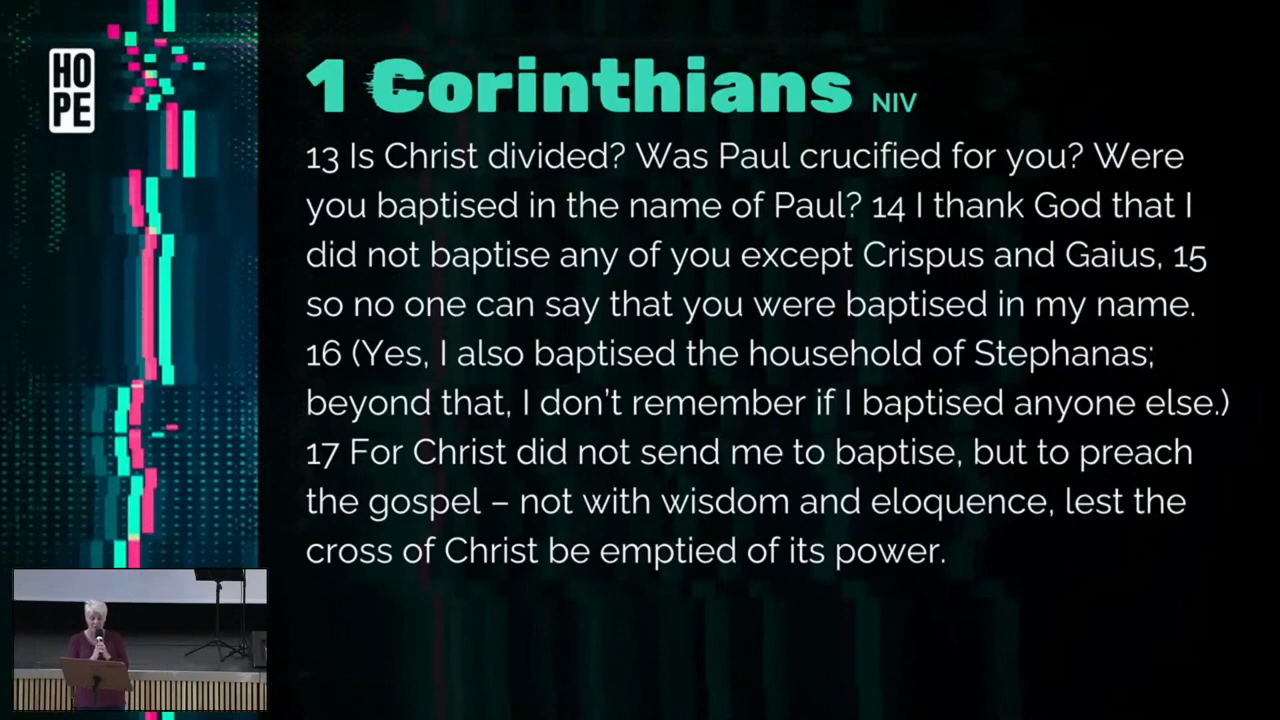 HO
PE
1 Corinthians NIV
13 Is Christ divided? Was Paul crucified for you? Were
you baptised in the name of Paul? 14 I thank God that I
did not baptise any of you except Crispus and Gaius, 15
so no one can say that you were baptised in my name.
16 (Yes, I also baptised the household of Stephanas;
beyond that, I don’t remember if I baptised anyone else.)
17 For Christ did not send me to baptise, but to preach
the gospel – not with wisdom and eloquence, lest the
cross of Christ be emptied of its power.